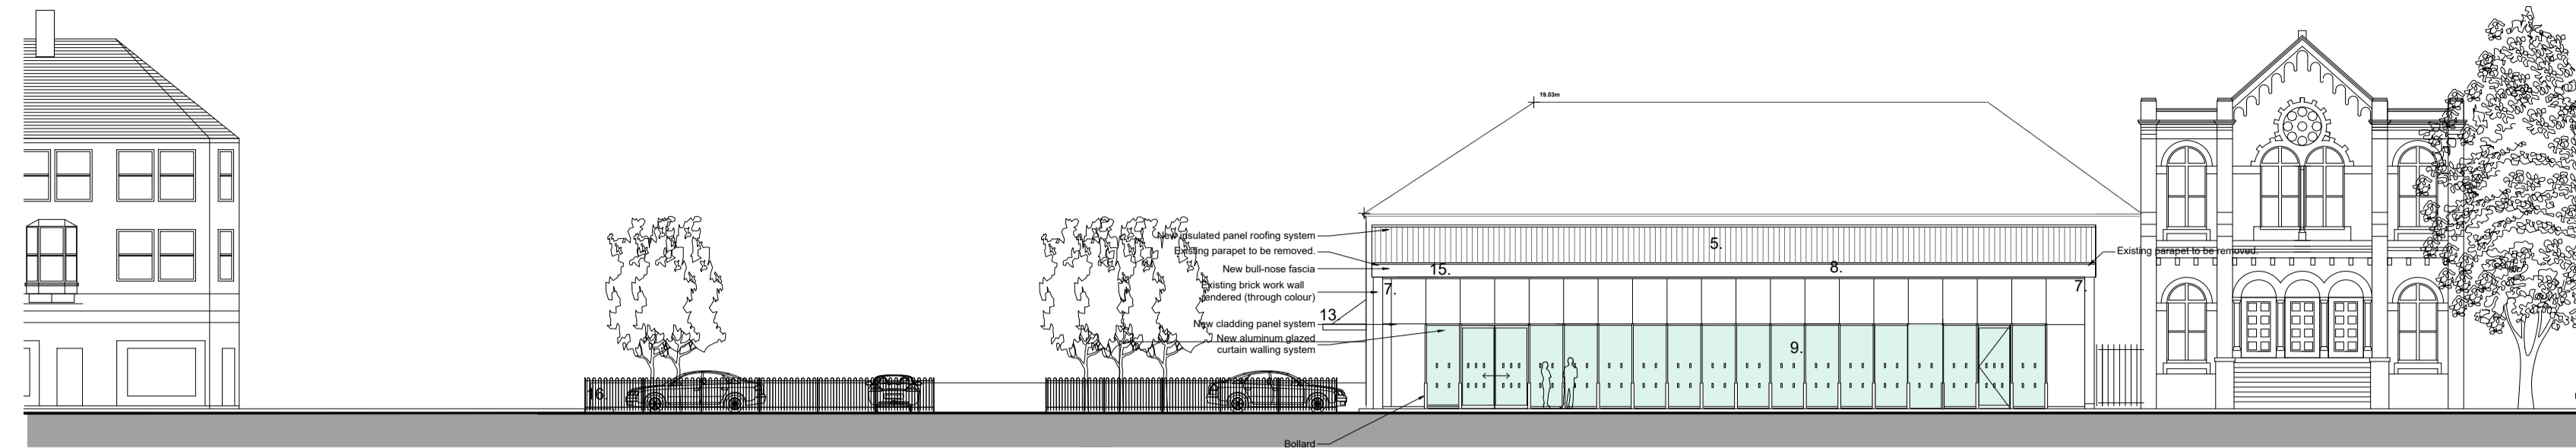 19.03m
New insulated panel roofing system
5.
Existing parapet to be removed.
Existing parapet to be removed.
New bull-nose fascia
15.
8.
Existing brick work wall
rendered (through colour)
7.
7.
13.
New cladding panel system
New aluminum glazed
curtain walling system
9.
16.
Bollard